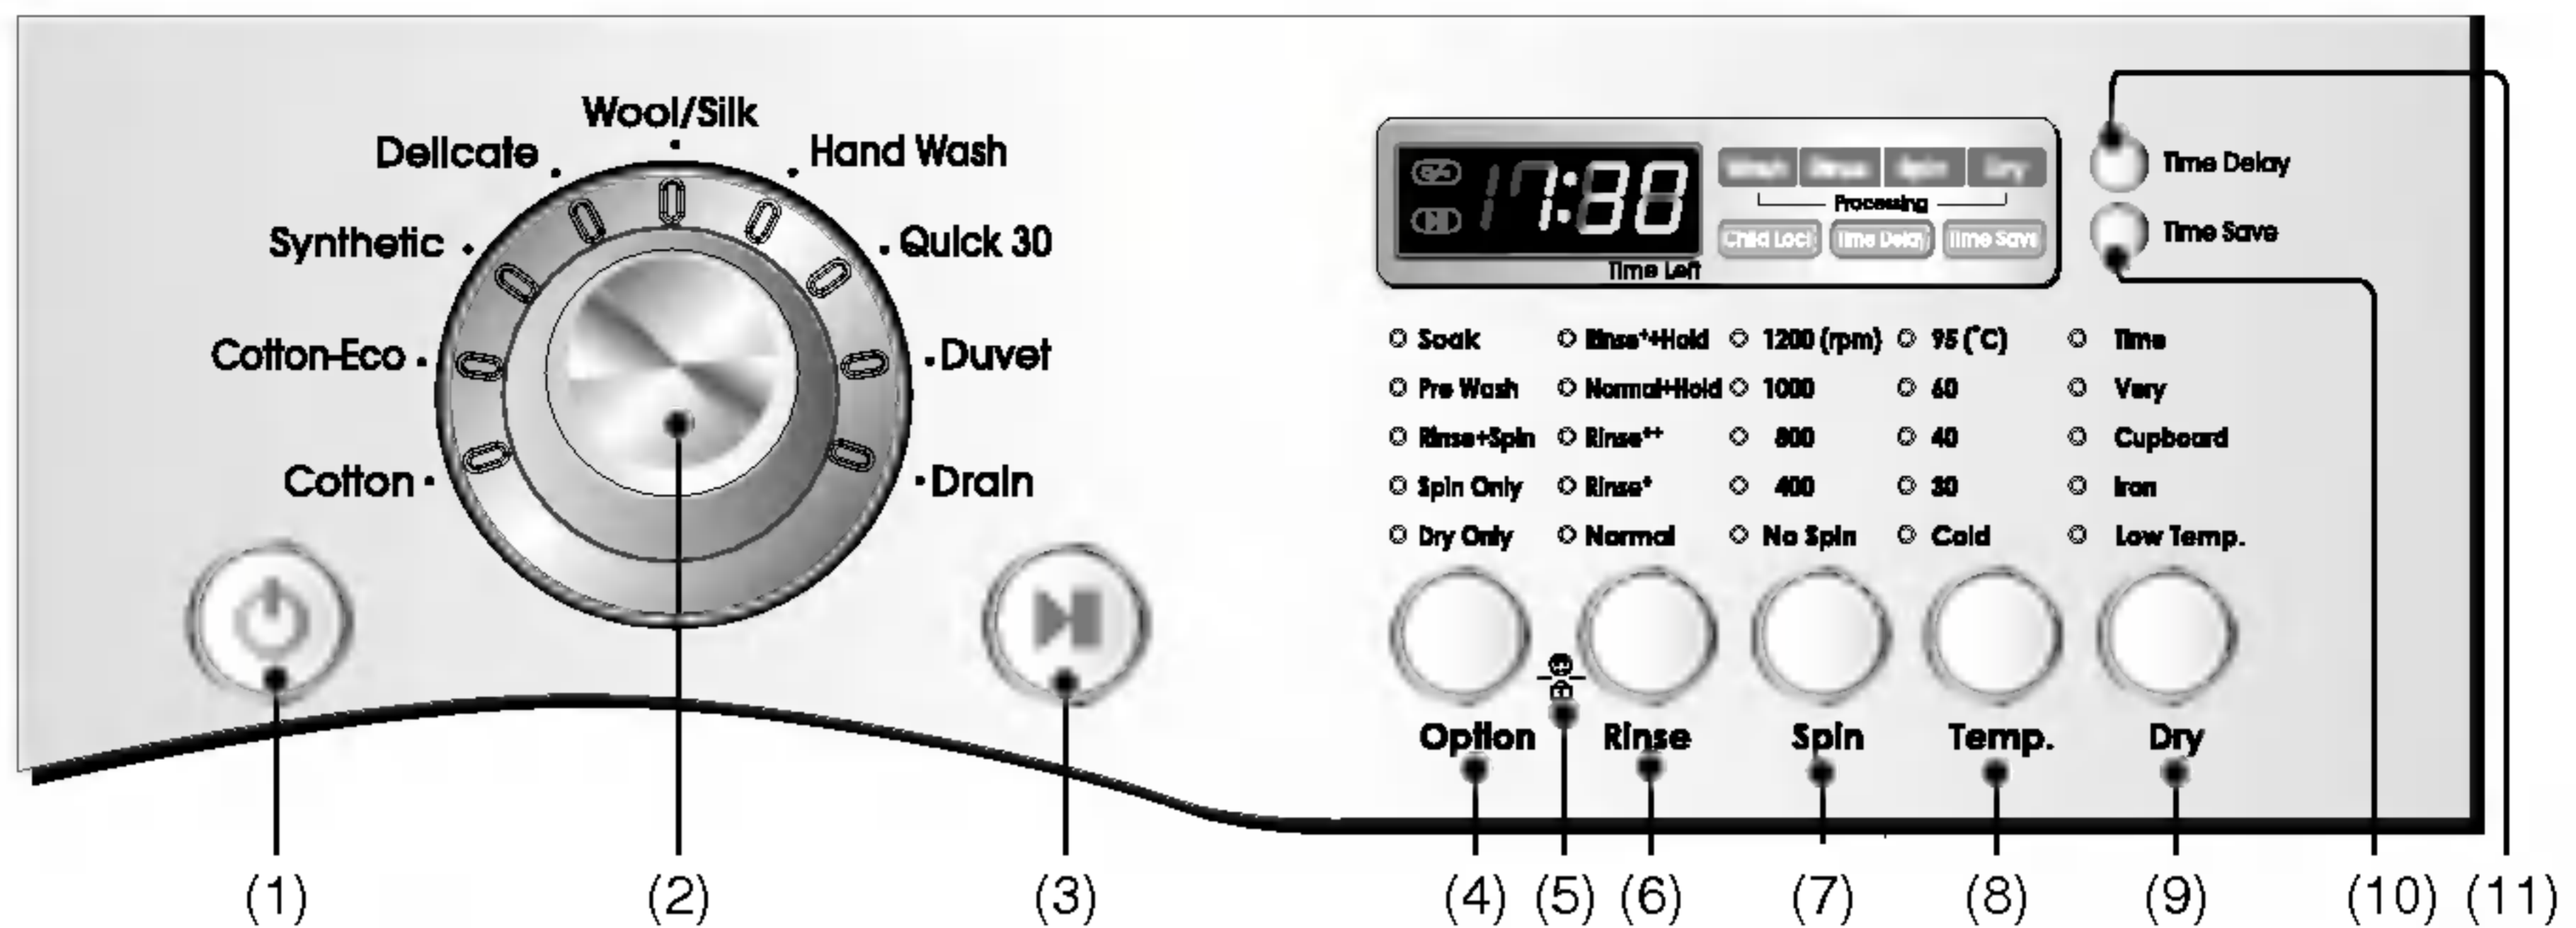 Wool/Silk
Delicate
Hand Wash
Synthetic
Quick 30
Cotton-Eco
Duvet
Cotton
Drain
Wash Rinse Spin Dry
Processing
Child Lock Time Delay Time Save
Time Left
Time Delay
Time Save
Soak Rinse⁺+Hold 1200 (rpm) 95 (˚C) Time
Pre Wash Normal+Hold 1000 60 Very
Rinse+Spin Rinse⁺⁺ 800 40 Cupboard
Spin Only Rinse⁺ 400 30 Iron
Dry Only Normal No Spin Cold Low Temp.
Option Rinse Spin Temp. Dry
(1) (2) (3) (4) (5) (6) (7) (8) (9) (10) (11)